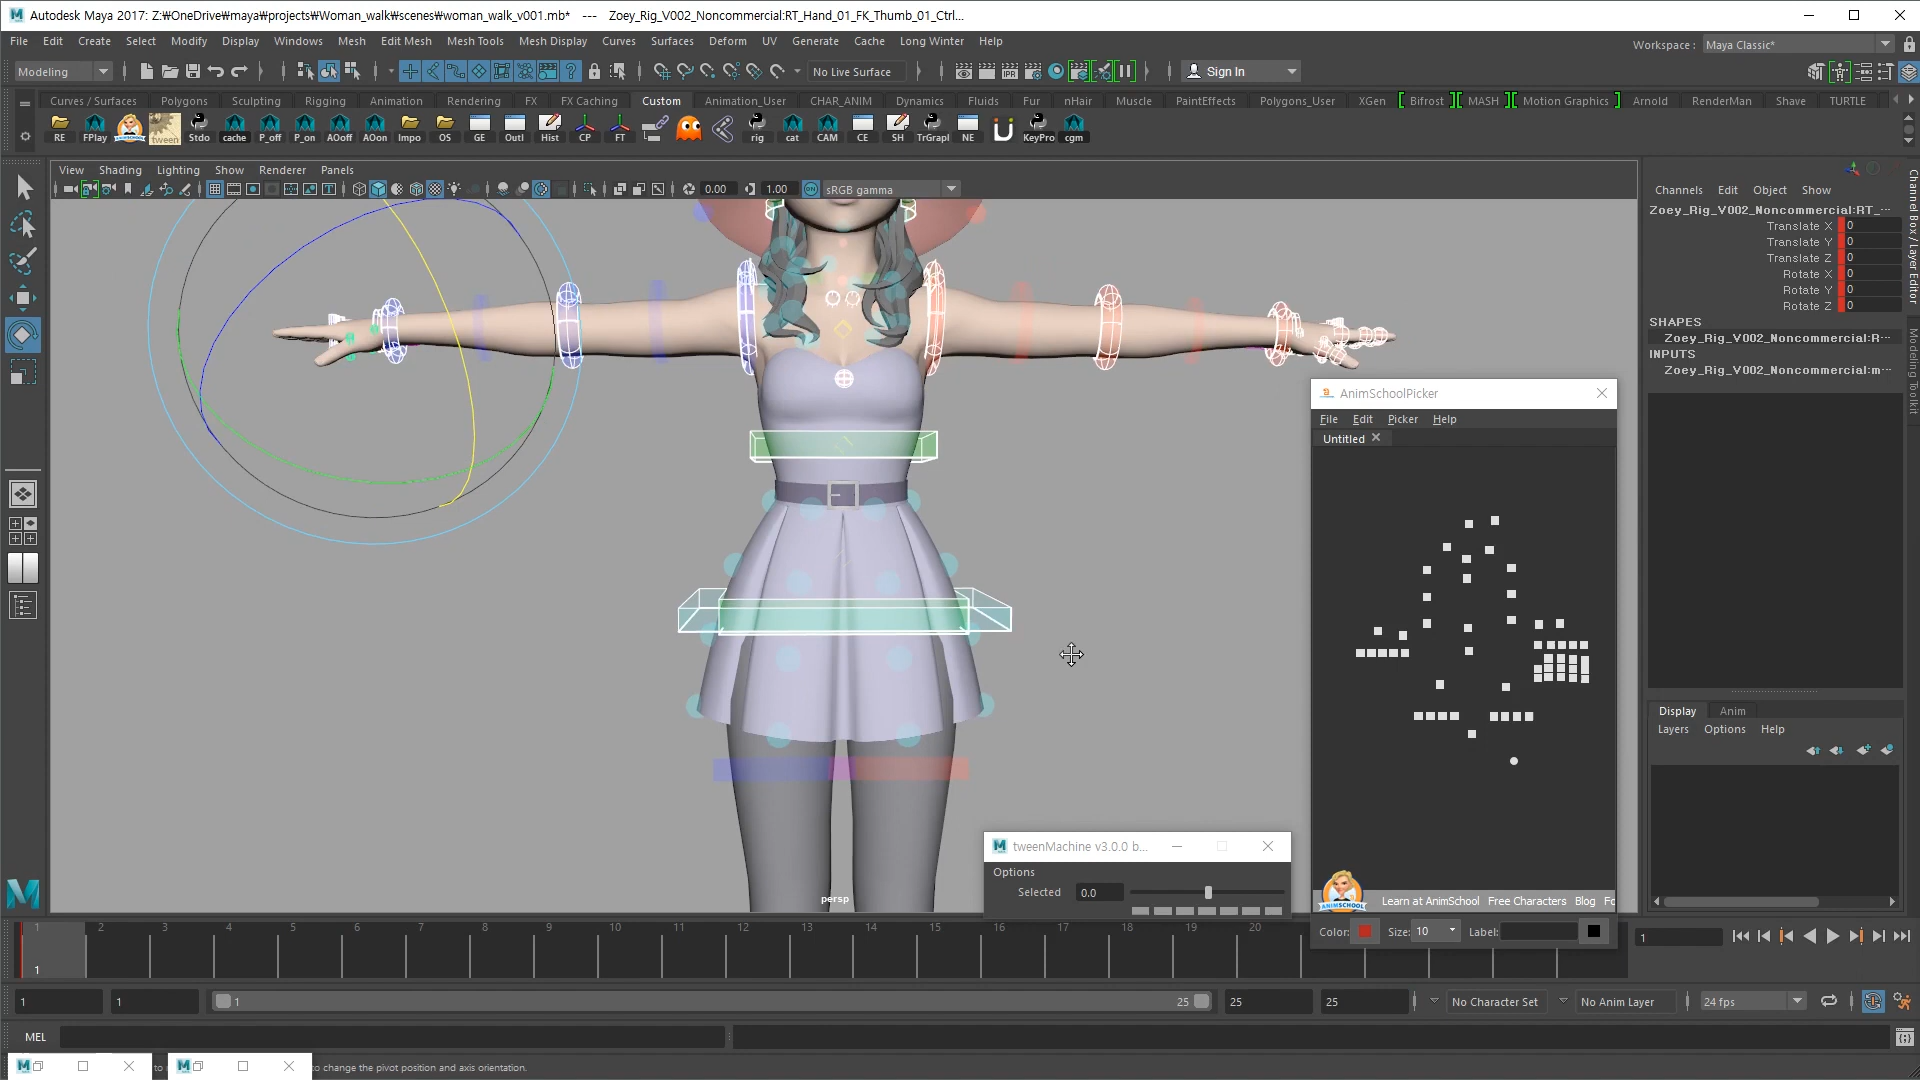 Autodesk Maya 2017: Z:₩OneDrive₩maya₩projects₩Woman_walk₩scenes₩woman_walk_v001.mb* --- Zoey_Rig_V002_Noncommercial:RT_Hand_01_FK_Thumb_01_Ctrl...
File Edit Create Select Modify Display Windows Mesh Edit Mesh Mesh Tools Mesh Display Curves Surfaces Deform UV Generate Cache Long Winter Help
Workspace : Maya Classic*
Modeling No Live Surface Sign In
Curves / Surfaces Polygons Sculpting Rigging Animation Rendering FX FX Caching Custom Animation_User CHAR_ANIM Dynamics Fluids Fur nHair Muscle PaintEffects Polygons_User XGen Bifrost MASH Motion Graphics Arnold RenderMan Shave TURTLE
RE FPlay tween Stdo cache P_off P_on AOoff AOon Impo OS GE Outl Hist CP FT rig cat CAM CE SH TrGrapl NE KeyPro cgm
View Shading Lighting Show Renderer Panels
0.00 1.00 sRGB gamma
Channels Edit Object Show
Zoey_Rig_V002_Noncommercial:RT_...
Translate X 0
Translate Y 0
Translate Z 0
Rotate X 0
Rotate Y 0
Rotate Z 0
SHAPES
Zoey_Rig_V002_Noncommercial:R...
INPUTS
Zoey_Rig_V002_Noncommercial:m...
Channel Box / Layer Editor
Modeling Toolkit
AnimSchoolPicker
File Edit Picker Help
Untitled
Display Anim
Layers Options Help
tweenMachine v3.0.0 b...
Options
Selected 0.0
persp
ANIMSCHOOL Learn at AnimSchool Free Characters Blog Fo
Color: Size: 10 Label:
1 2 3 4 5 6 7 8 9 10 11 12 13 14 15 16 17 18 19 20
1
1
1 1 1 25 25 25 No Character Set No Anim Layer 24 fps
MEL
to change the pivot position and axis orientation.